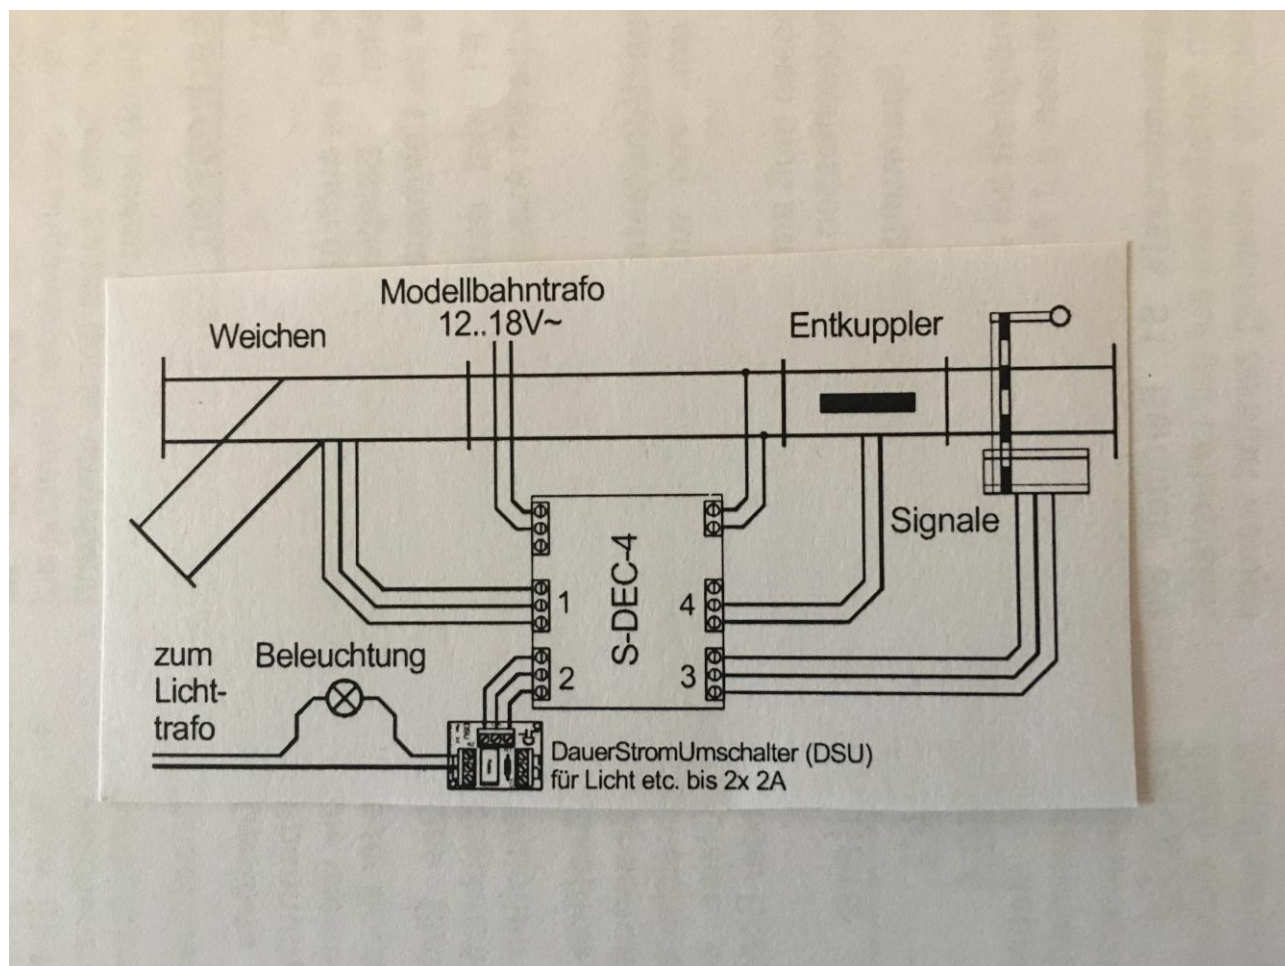 Modellbahntrafo
12..18V~
Weichen
Entkuppler
Signale
S-DEC-4
1
2
4
3
zum
Licht-
trafo
Beleuchtung
DauerStromUmschalter (DSU)
für Licht etc. bis 2x 2A